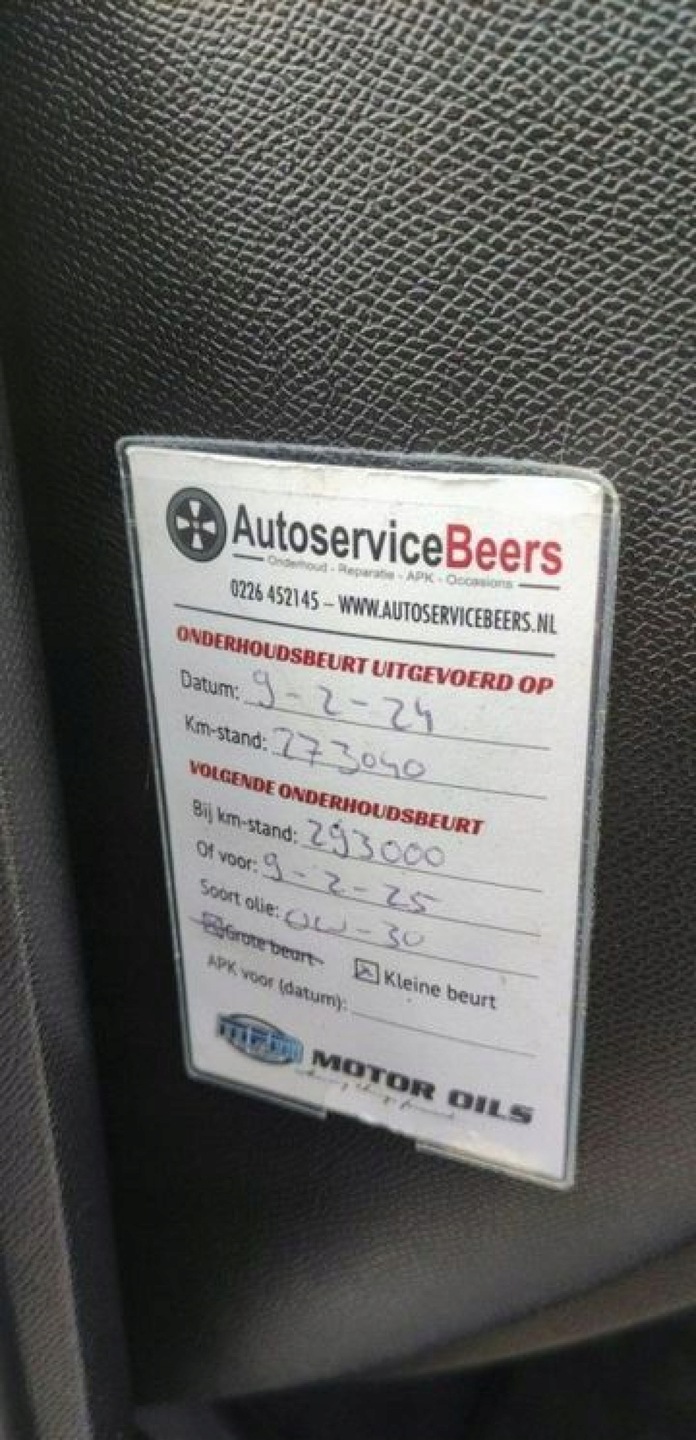 AutoserviceBeers
Onderhoud - Reparatie - APK - Occasions
0226 452145 – WWW.AUTOSERVICEBEERS.NL
ONDERHOUDSBEURT UITGEVOERD OP
Datum: 9-2-24
Km-stand: 273040
VOLGENDE ONDERHOUDSBEURT
Bij km-stand: 293000
Of voor: 9-2-25
Soort olie: 0W-30
Grote beurt Kleine beurt
APK voor (datum):
MOTOR OILS